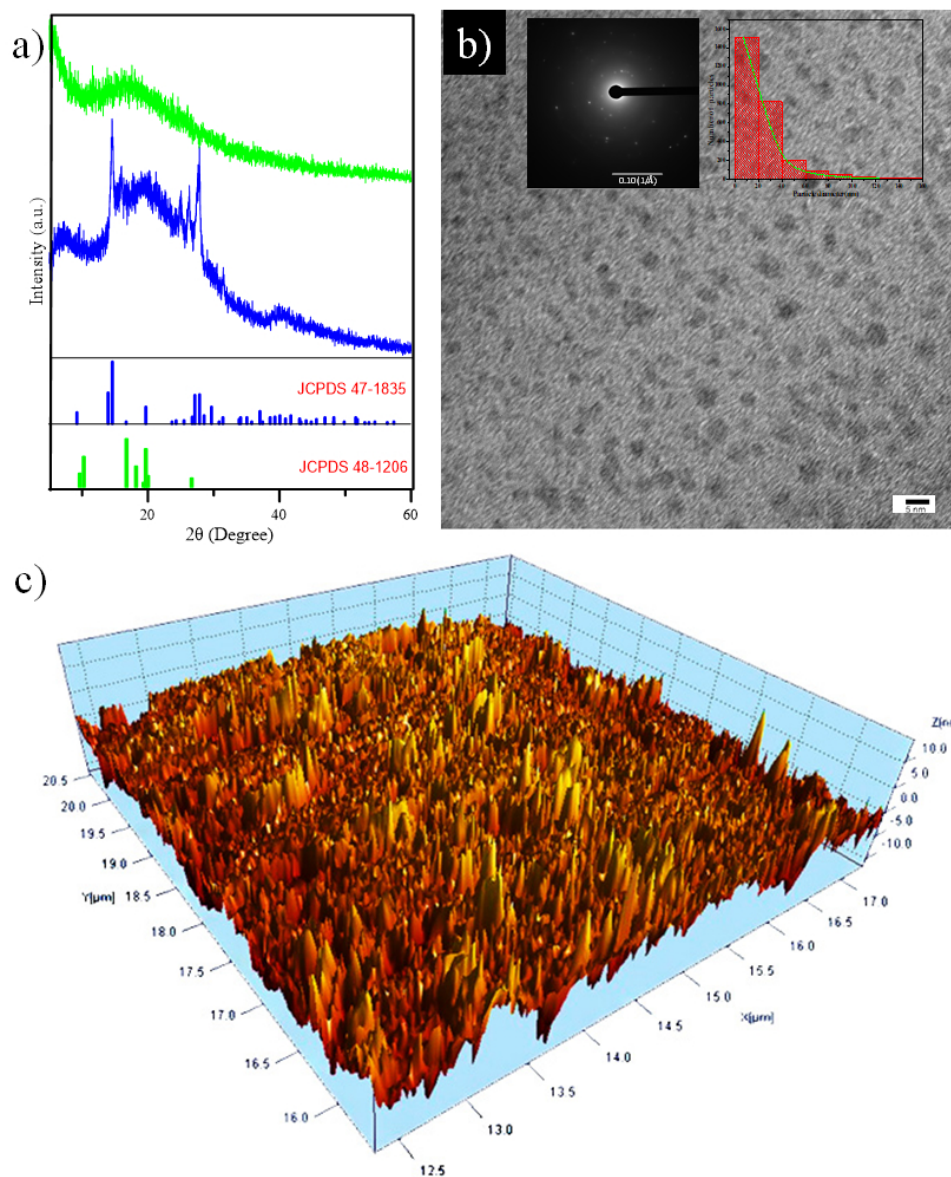 a)
Intensity (a.u.)
JCPDS 47-1835
JCPDS 48-1206
20 40 60
2θ (Degree)
b)
0.10 (1/Å)
5 nm
c)
10.0
5.0
0.0
-5.0
-10.0
20.5
20.0
19.5
19.0
Y[µm] 18.5
18.0
17.5
17.0
16.5
16.0
17.0
16.5
16.0
15.5
15.0
X[µm]
14.5
14.0
13.5
13.0
12.5